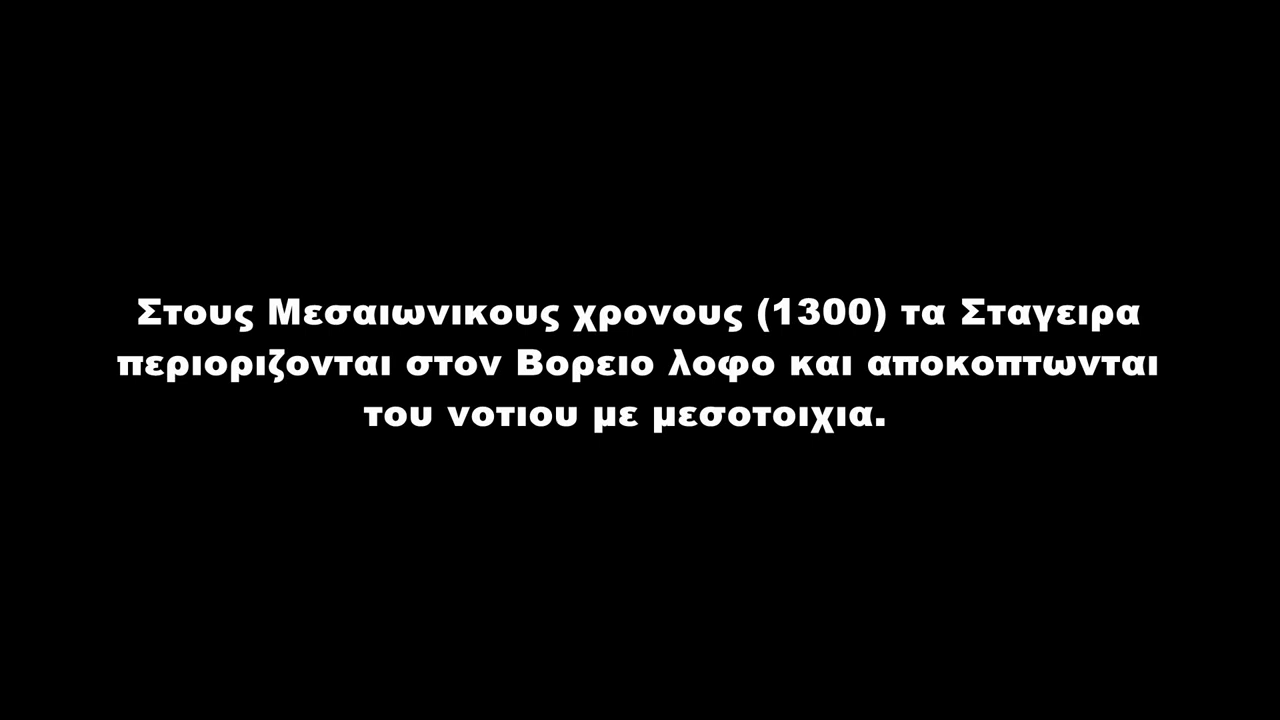 Στους Μεσαιωνικους χρονους (1300) τα Σταγειρα
περιοριζονται στον Βορειο λοφο και αποκοπτωνται
του νοτιου με μεσοτοιχια.